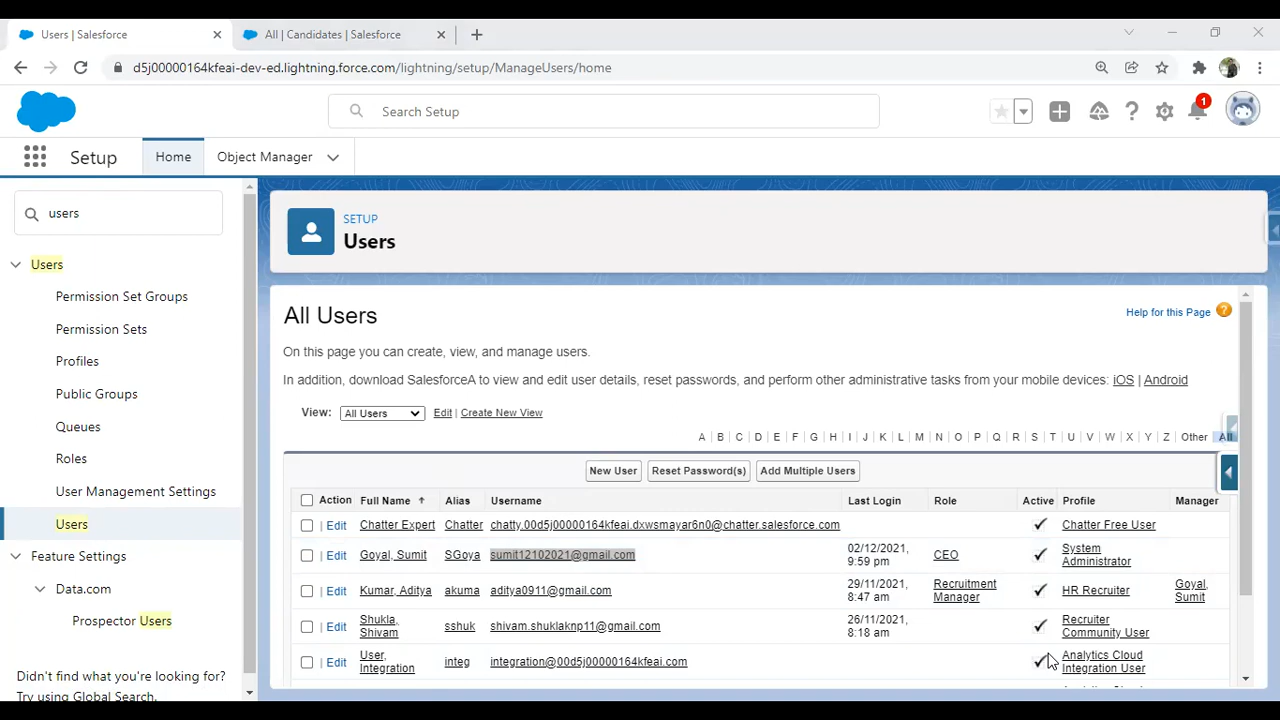 Users | Salesforce
All | Candidates | Salesforce
d5j00000164kfeai-dev-ed.lightning.force.com/lightning/setup/ManageUsers/home
Search Setup
1
Setup
Home
Object Manager
users
Users
Permission Set Groups
Permission Sets
Profiles
Public Groups
Queues
Roles
User Management Settings
Users
Feature Settings
Data.com
Prospector Users
Didn't find what you're looking for?
Try using Global Search.
SETUP
Users
All Users
Help for this Page ?
On this page you can create, view, and manage users.
In addition, download SalesforceA to view and edit user details, reset passwords, and perform other administrative tasks from your mobile devices: iOS | Android
View: All Users Edit | Create New View
A B C D E F G H I J K L M N O P Q R S T U V W X Y Z Other All
New User Reset Password(s) Add Multiple Users
Action Full Name ↑ Alias Username Last Login Role Active Profile Manager
| Edit Chatter Expert Chatter chatty.00d5j00000164kfeai.dxwsmayar6n0@chatter.salesforce.com Chatter Free User
| Edit Goyal, Sumit SGoya sumit12102021@gmail.com 02/12/2021, CEO System
9:59 pm Administrator
| Edit Kumar, Aditya akuma aditya0911@gmail.com 29/11/2021, Recruitment HR Recruiter Goyal,
8:47 am Manager Sumit
| Edit Shukla, sshuk shivam.shuklaknp11@gmail.com 26/11/2021, Recruiter
Shivam 8:18 am Community User
| Edit User, integ integration@00d5j00000164kfeai.com Analytics Cloud
Integration Integration User